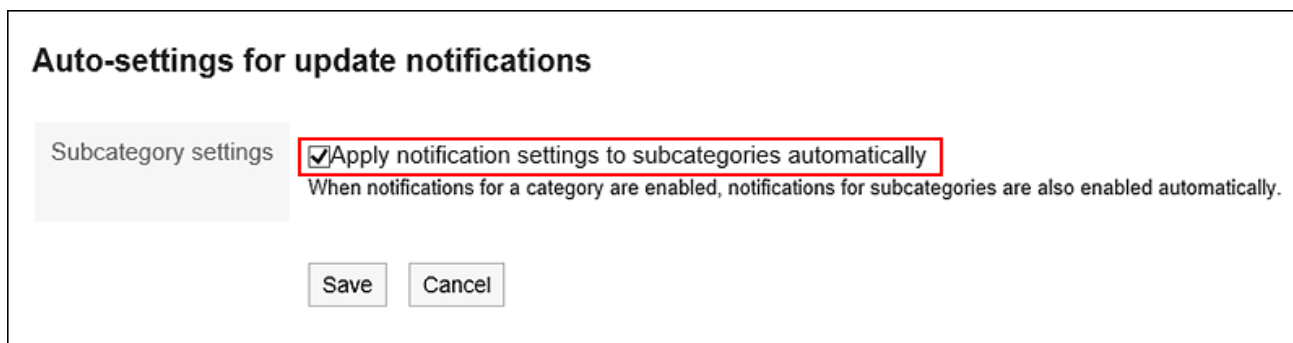 Auto-settings for update notifications
Subcategory settings
Apply notification settings to subcategories automatically
When notifications for a category are enabled, notifications for subcategories are also enabled automatically.
Save
Cancel